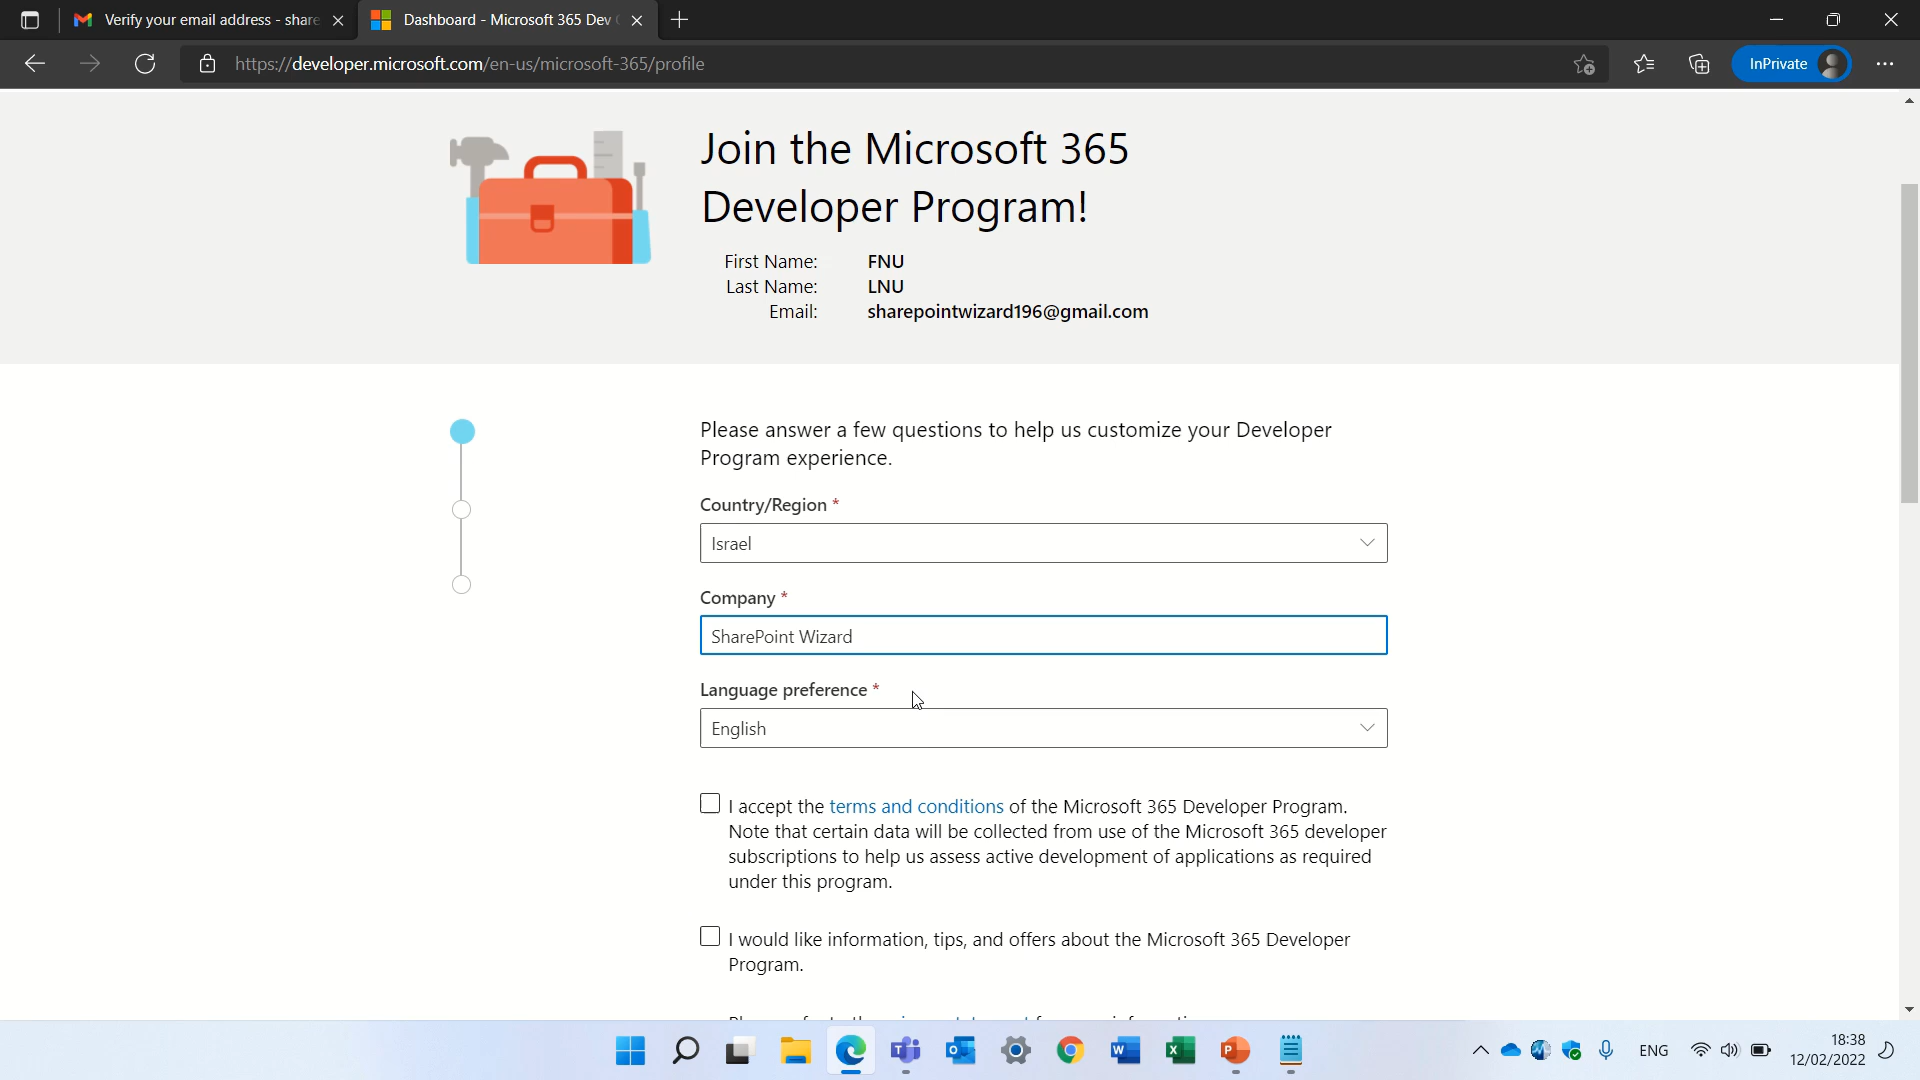 Verify your email address - share
Dashboard - Microsoft 365 Dev
https://developer.microsoft.com/en-us/microsoft-365/profile
InPrivate
Join the Microsoft 365
Developer Program!
First Name: FNU
Last Name: LNU
Email: sharepointwizard196@gmail.com
Please answer a few questions to help us customize your Developer
Program experience.
Country/Region *
Israel
Company *
SharePoint Wizard
Language preference *
English
I accept the terms and conditions of the Microsoft 365 Developer Program.
Note that certain data will be collected from use of the Microsoft 365 developer
subscriptions to help us assess active development of applications as required
under this program.
I would like information, tips, and offers about the Microsoft 365 Developer
Program.
ENG
18:38
12/02/2022